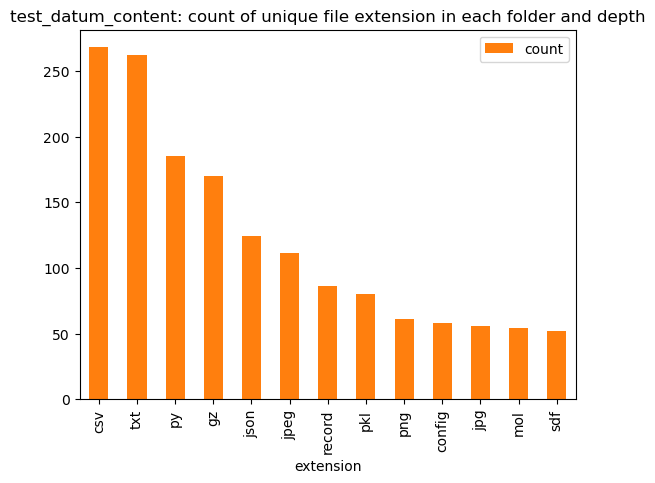 test_datum_content: count of unique file extension in each folder and depth
count
250
200
150
100
50
0
csv
txt
py
gz
json
jpeg
record
pkl
png
config
jpg
mol
sdf
extension